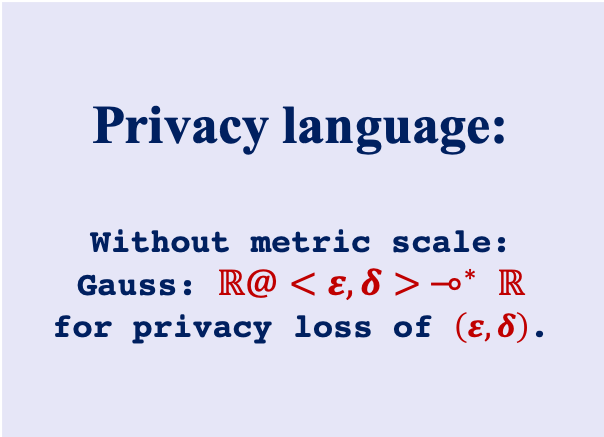 Privacy language:
Without metric scale:
Gauss: ℝ@ < ε, δ > ⊸* ℝ
for privacy loss of (ε, δ).